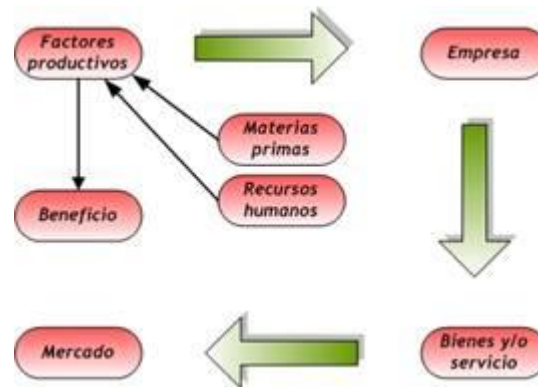 Factores
productivos
Empresa
Materias
primas
Recursos
humanos
Beneficio
Mercado
Bienes y/o
servicio